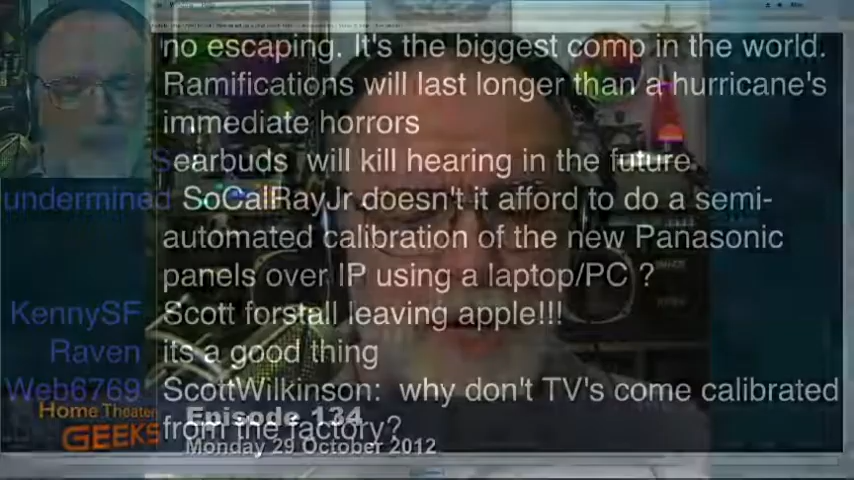 no escaping. It's the biggest comp in the world.
Ramifications will last longer than a hurricane's
immediate horrors
earbuds will kill hearing in the future
undermined SoCalRayJr doesn't it afford to do a semi-
automated calibration of the new Panasonic
panels over IP using a laptop/PC ?
KennySF Scott forstall leaving apple!!!
Raven its a good thing
Web6769 ScottWilkinson: why don't TV's come calibrated
from the factory?
Home Theater
GEEKS
Episode 134
Monday 29 October 2012